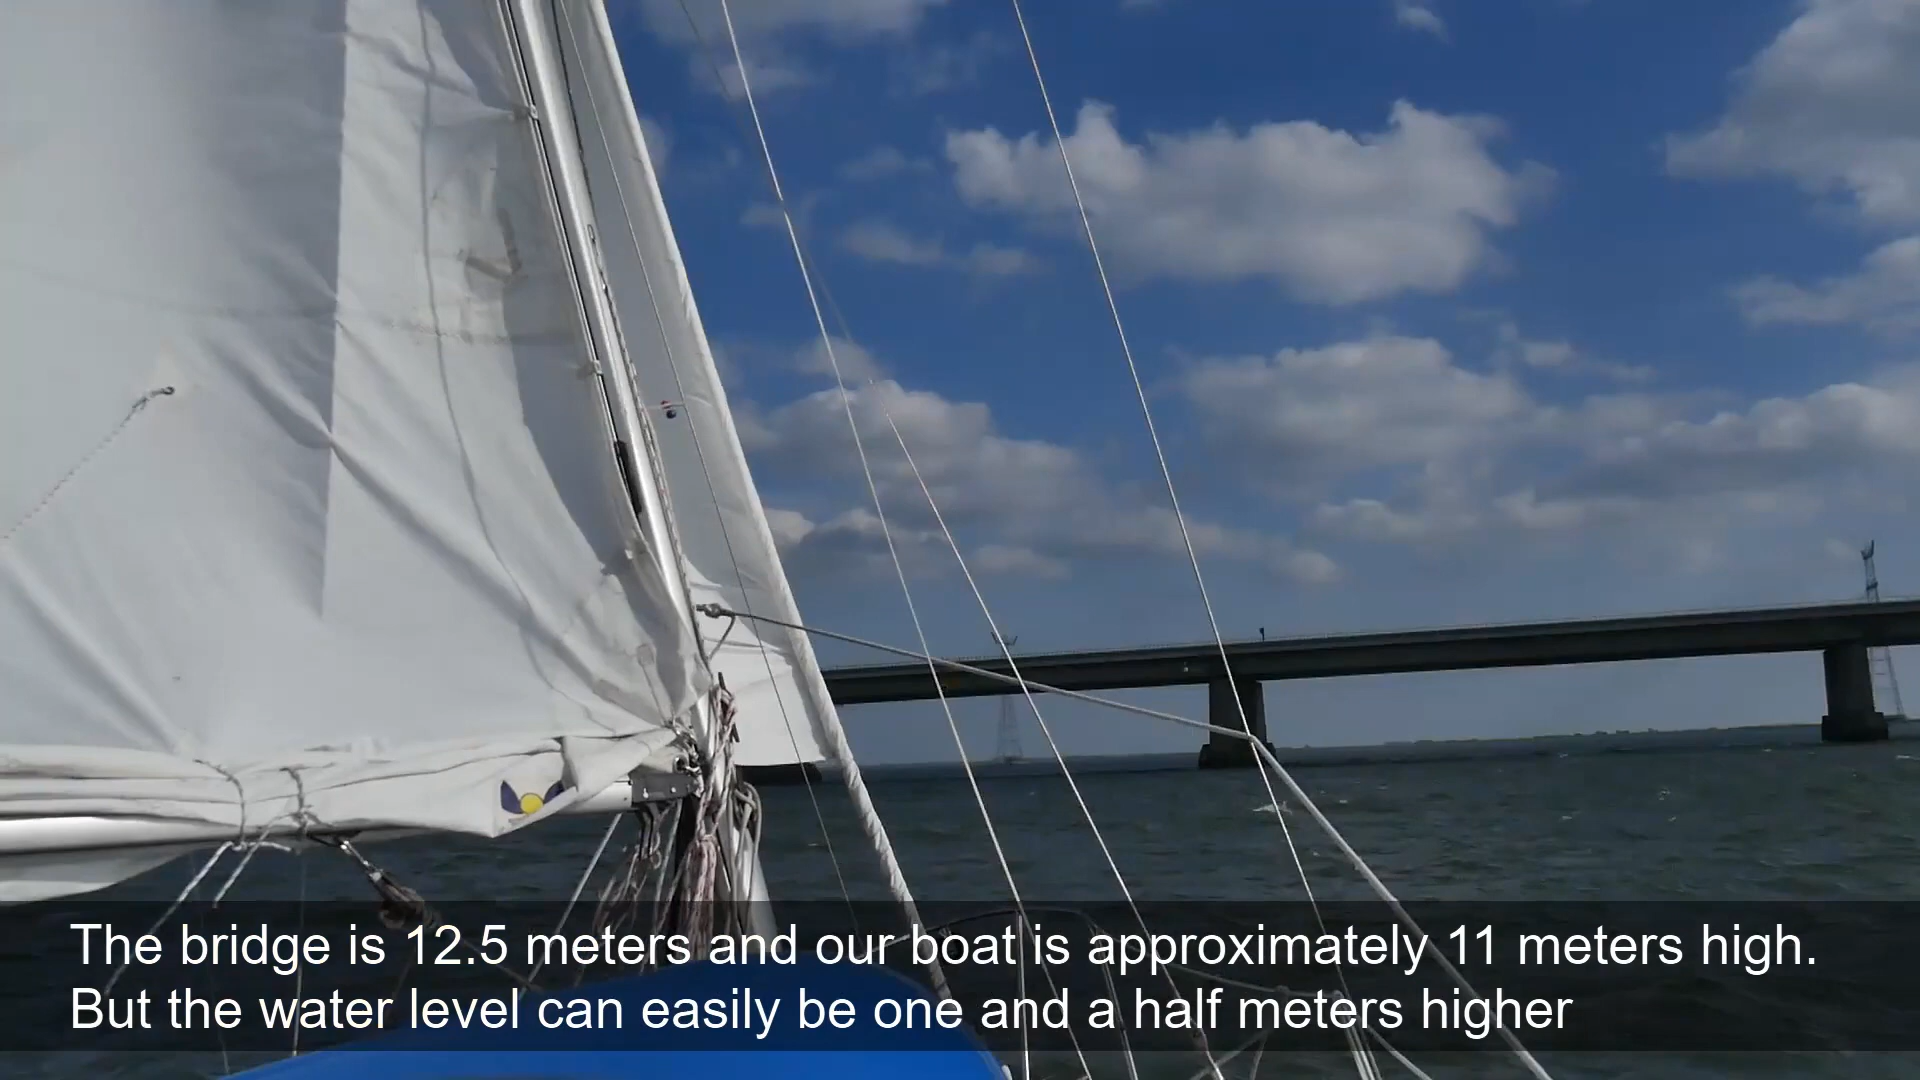 The bridge is 12.5 meters and our boat is approximately 11 meters high.
But the water level can easily be one and a half meters higher